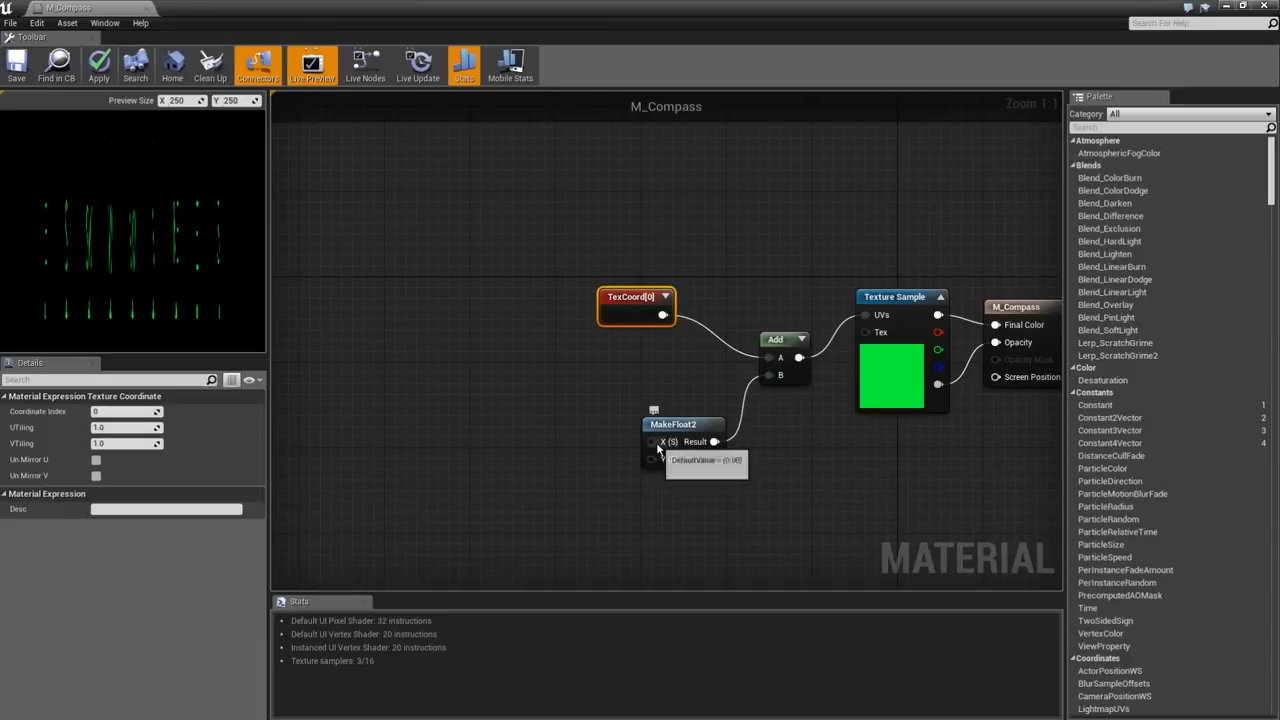 M_Compass
File Edit Asset Window Help
Search For Help
Toolbar
Save Find in CB Apply Search Home Clean Up Connectors Live Preview Live Nodes Live Update Stats Mobile Stats
Preview Size X 250 Y 250
M_Compass
Zoom 1:1
TexCoord[0]
Add
A
B
Texture Sample
UVs
Tex
M_Compass
Final Color
Opacity
Opacity Mask
Screen Position
MakeFloat2
X (S) Result
DefaultValue = (0.00)
MATERIAL
Details
Search
Material Expression Texture Coordinate
Coordinate Index 0
UTiling 1.0
VTiling 1.0
Un Mirror U
Un Mirror V
Material Expression
Desc
Stats
Default UI Pixel Shader: 32 instructions
Default UI Vertex Shader: 20 instructions
Instanced UI Vertex Shader: 20 instructions
Texture samplers: 3/16
Palette
Category: All
Search
Atmosphere
AtmosphericFogColor
Blends
Blend_ColorBurn
Blend_ColorDodge
Blend_Darken
Blend_Difference
Blend_Exclusion
Blend_HardLight
Blend_Lighten
Blend_LinearBurn
Blend_LinearDodge
Blend_LinearLight
Blend_Overlay
Blend_PinLight
Blend_Screen
Blend_SoftLight
Lerp_ScratchGrime
Lerp_ScratchGrime2
Color
Desaturation
Constants
Constant 1
Constant2Vector 2
Constant3Vector 3
Constant4Vector 4
DistanceCullFade
ParticleColor
ParticleDirection
ParticleMotionBlurFade
ParticleRadius
ParticleRandom
ParticleRelativeTime
ParticleSize
ParticleSpeed
PerInstanceFadeAmount
PerInstanceRandom
PrecomputedAOMask
Time
TwoSidedSign
VertexColor
ViewProperty
Coordinates
ActorPositionWS
BlurSampleOffsets
CameraPositionWS
LightmapUVs